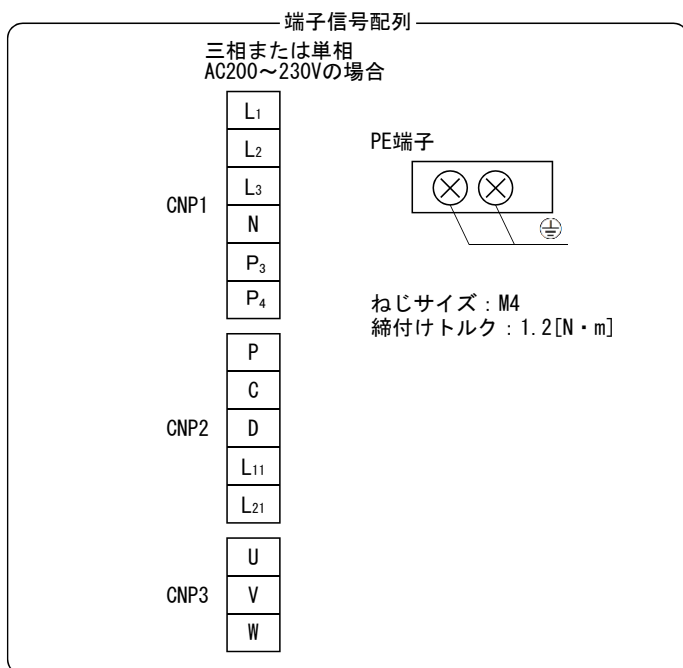 端子信号配列
三相または単相
AC200～230Vの場合
CNP1
L1
L2
L3
N
P3
P4
CNP2
P
C
D
L11
L21
CNP3
U
V
W
PE端子
ねじサイズ：M4
締付けトルク：1.2[N・m]